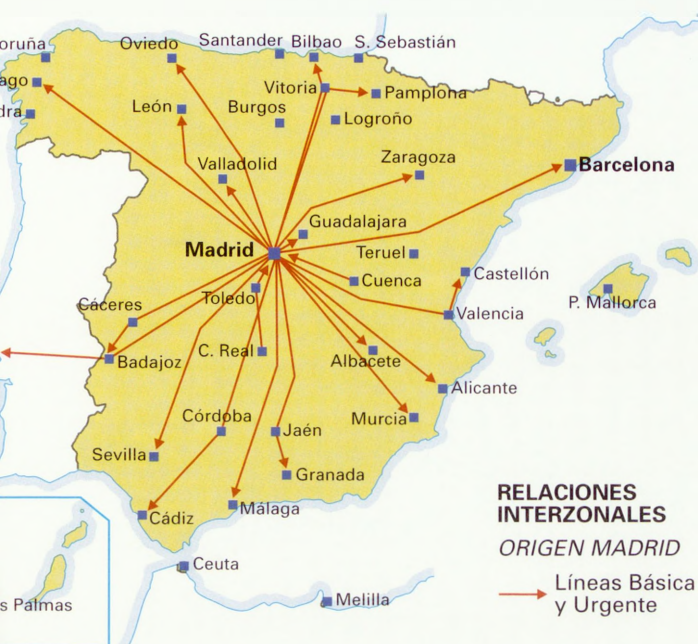 oruña
Oviedo
Santander
Bilbao
S. Sebastián
ago
Vitoria
Pamplona
dra
León
Burgos
Logroño
Valladolid
Zaragoza
Barcelona
Guadalajara
Madrid
Teruel
Castellón
Cuenca
Toledo
P. Mallorca
Cáceres
Valencia
C. Real
Badajoz
Albacete
Alicante
Córdoba
Murcia
Jaén
Sevilla
Granada
Cádiz
Málaga
RELACIONES
INTERZONALES
ORIGEN MADRID
Ceuta
Líneas Básica
y Urgente
s Palmas
Melilla